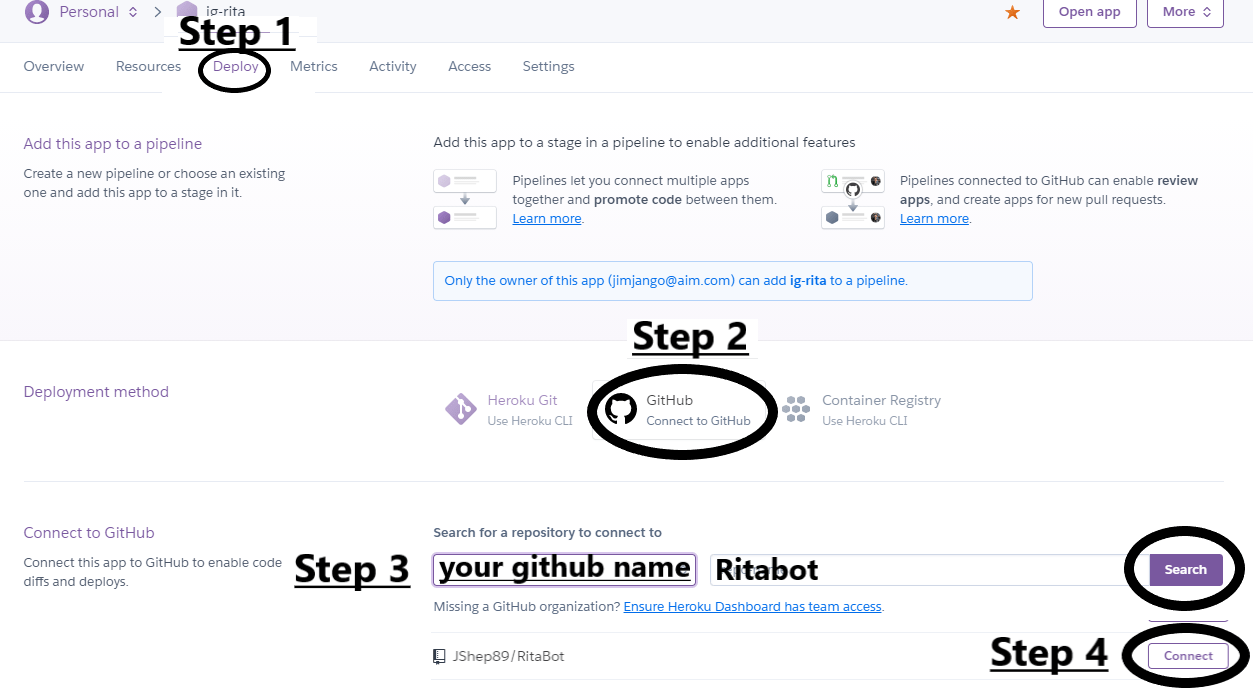 Personal > ig-rita
Open app
More
Step 1
Overview Resources Deploy Metrics Activity Access Settings
Add this app to a pipeline
Create a new pipeline or choose an existing
one and add this app to a stage in it.
Add this app to a stage in a pipeline to enable additional features
Pipelines let you connect multiple apps
together and promote code between them.
Learn more.
Pipelines connected to GitHub can enable review
apps, and create apps for new pull requests.
Learn more.
Only the owner of this app (jimjango@aim.com) can add ig-rita to a pipeline.
Step 2
Deployment method
Heroku Git
Use Heroku CLI
GitHub
Connect to GitHub
Container Registry
Use Heroku CLI
Connect to GitHub
Connect this app to GitHub to enable code
diffs and deploys.
Search for a repository to connect to
Step 3
your github name
Ritabot
Search
Missing a GitHub organization? Ensure Heroku Dashboard has team access.
JShep89/RitaBot
Step 4
Connect